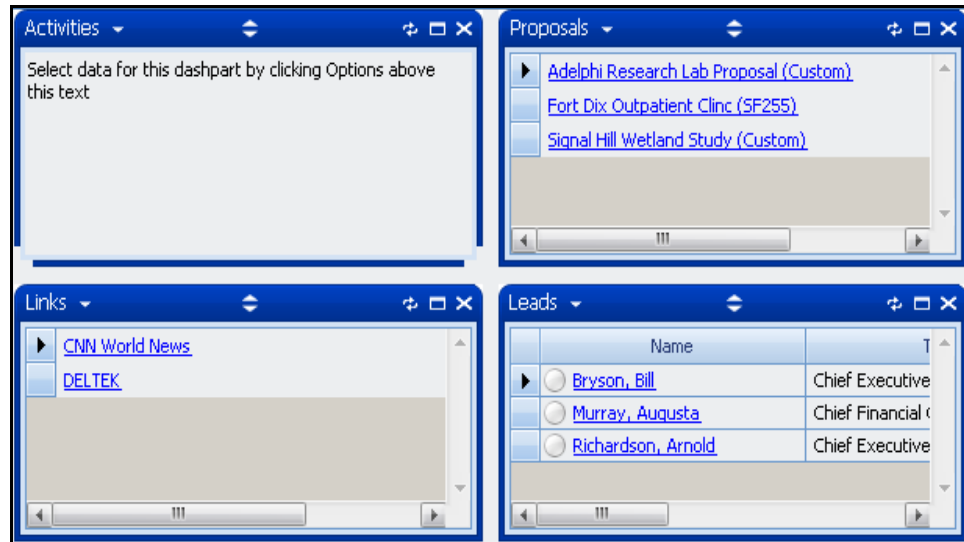 Activities
Select data for this dashpart by clicking Options above
this text
Proposals
Adelphi Research Lab Proposal (Custom)
Fort Dix Outpatient Clinc (SF255)
Signal Hill Wetland Study (Custom)
Links
CNN World News
DELTEK
Leads
Name T
Bryson, Bill Chief Executive
Murray, Augusta Chief Financial
Richardson, Arnold Chief Executive